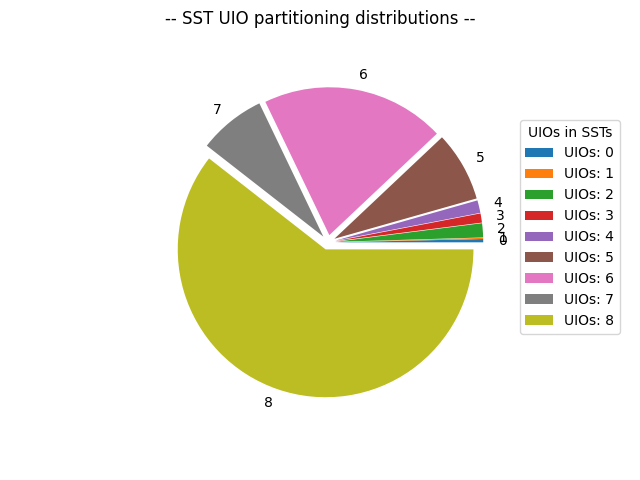 -- SST UIO partitioning distributions --
6
7
5
4
3
2
1
0
8
UIOs in SSTs
UIOs: 0
UIOs: 1
UIOs: 2
UIOs: 3
UIOs: 4
UIOs: 5
UIOs: 6
UIOs: 7
UIOs: 8